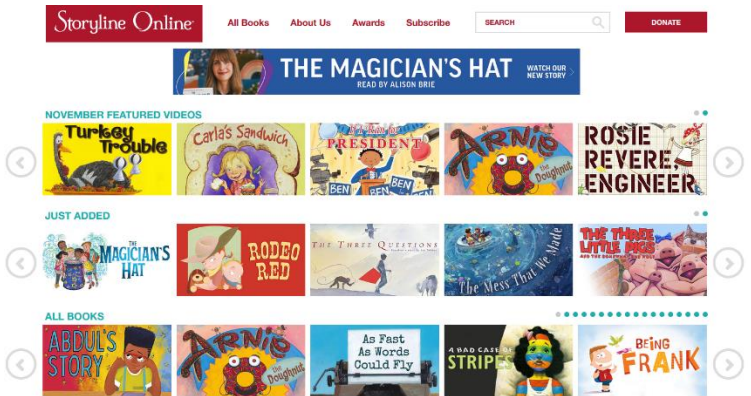 Storyline Online
All Books About Us Awards Subscribe SEARCH DONATE
THE MAGICIAN'S HAT
READ BY ALISON BRIE
WATCH OUR
NEW STORY
NOVEMBER FEATURED VIDEOS
Turkey
Trouble
Carla's Sandwich
PRESIDENT
BEN
BEN
BEN
ARNIE
the
Doughnut
ROSIE
REVERE,
ENGINEER
JUST ADDED
THE
MAGICIAN'S
HAT
RODEO
RED
THE THREE QUESTIONS
The Mess That We Made
THE THREE
LITTLE PIGS
ALL BOOKS
ABDUL'S
STORY
ARNIE
the
Doughnut
As Fast
As Words
Could Fly
A BAD CASE OF
STRIPES
BEING
FRANK